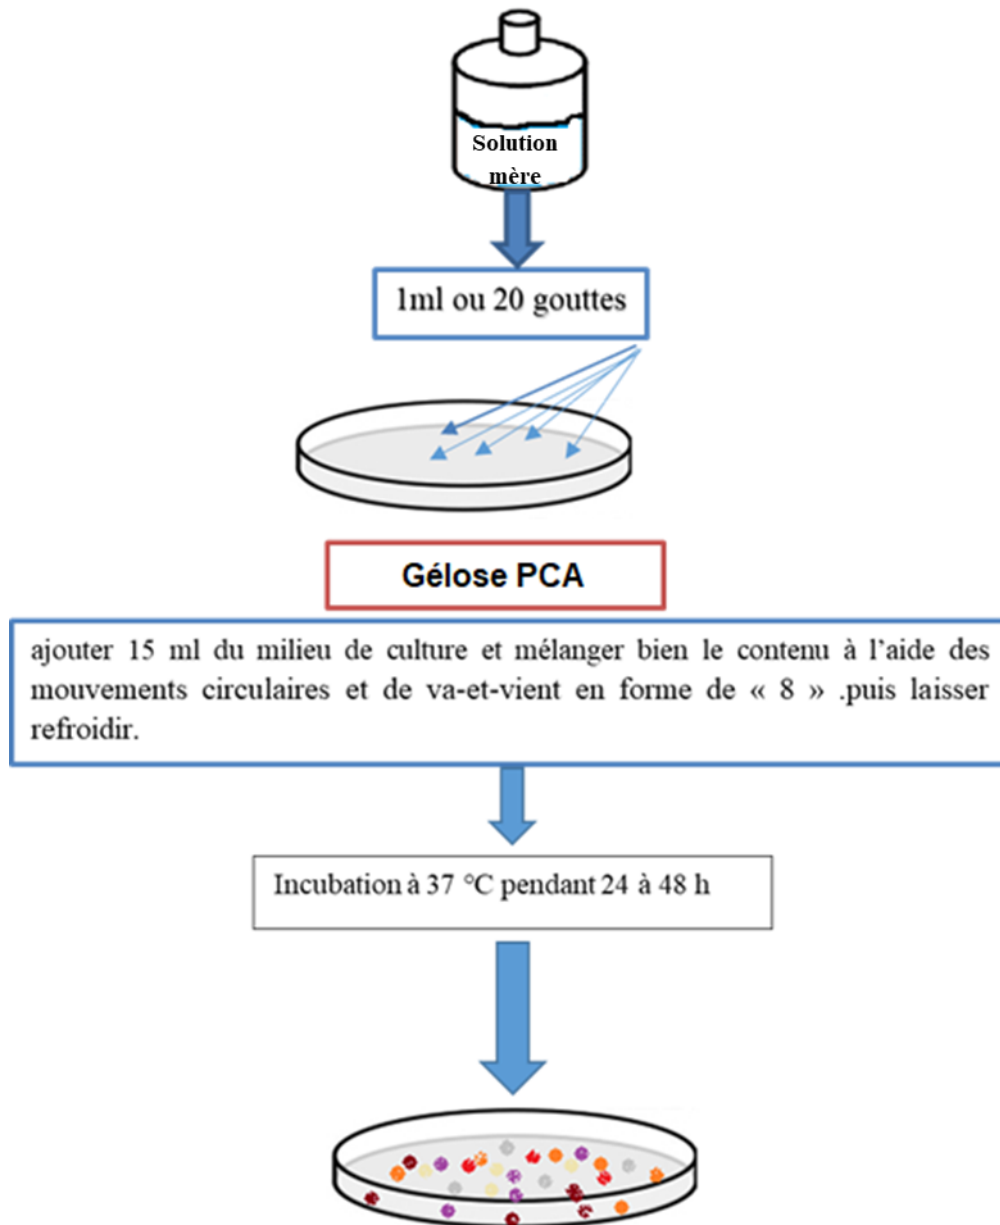 Solution
mère
1ml ou 20 gouttes
Gélose PCA
ajouter 15 ml du milieu de culture et mélanger bien le contenu à l’aide des
mouvements circulaires et de va-et-vient en forme de « 8 » .puis laisser
refroidir.
Incubation à 37 °C pendant 24 à 48 h